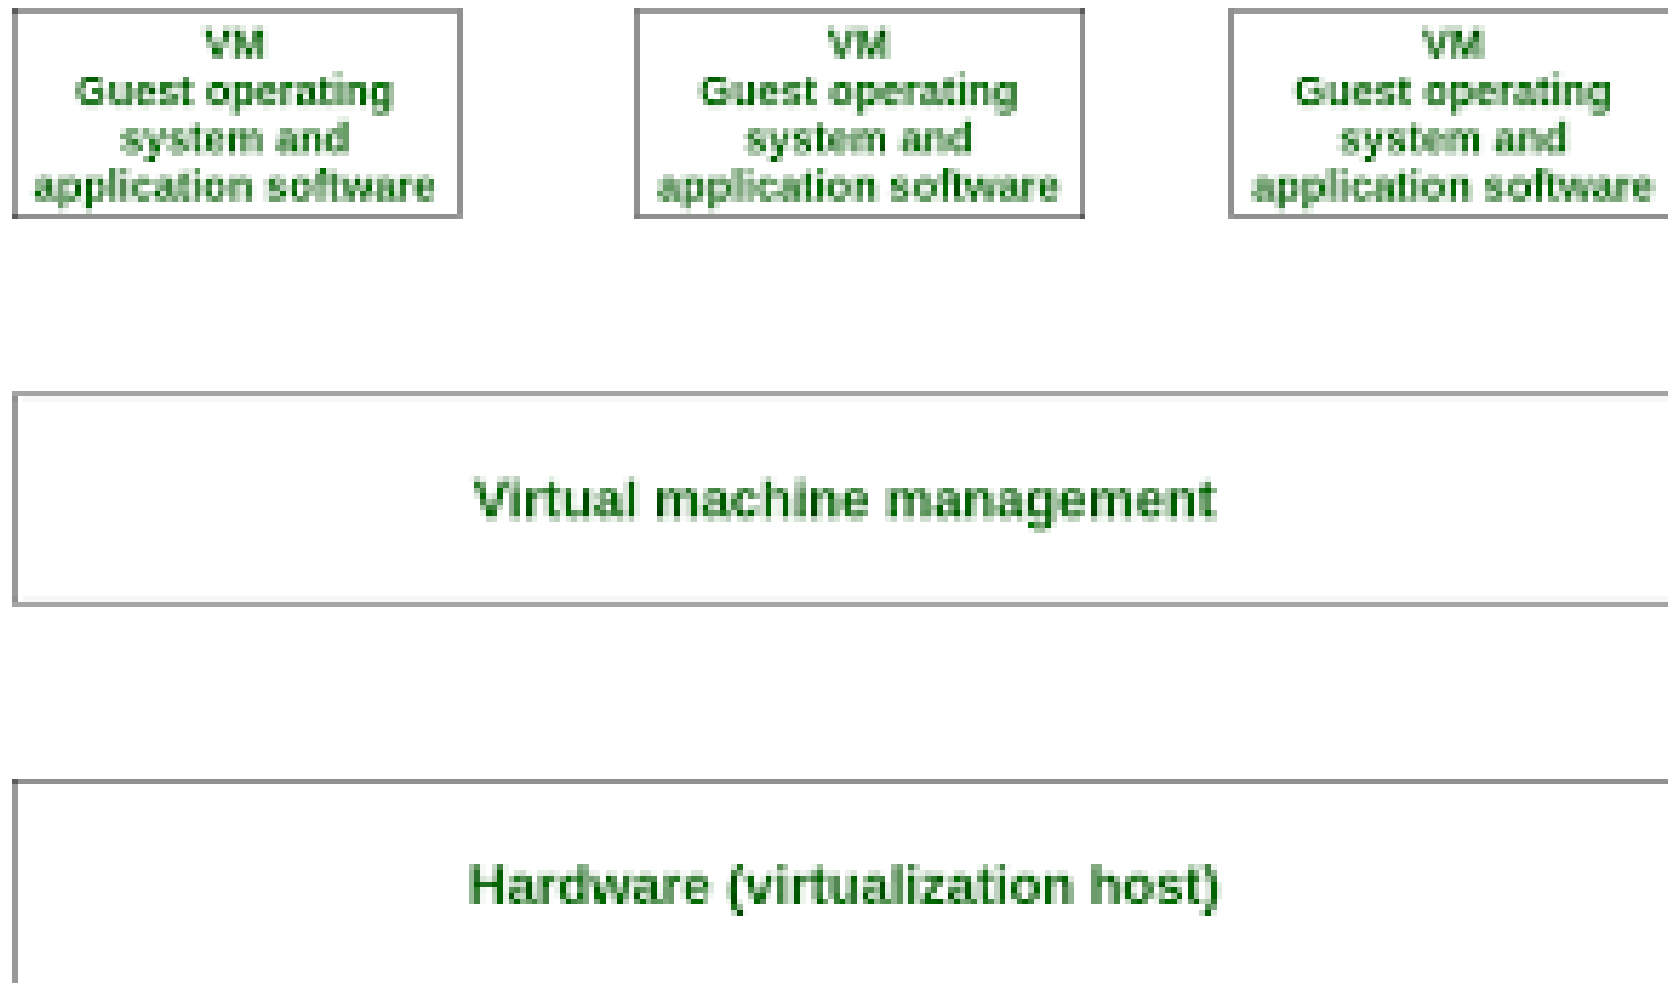 VM
Guest operating
system and
application software
VM
Guest operating
system and
application software
VM
Guest operating
system and
application software
Virtual machine management
Hardware (virtualization host)